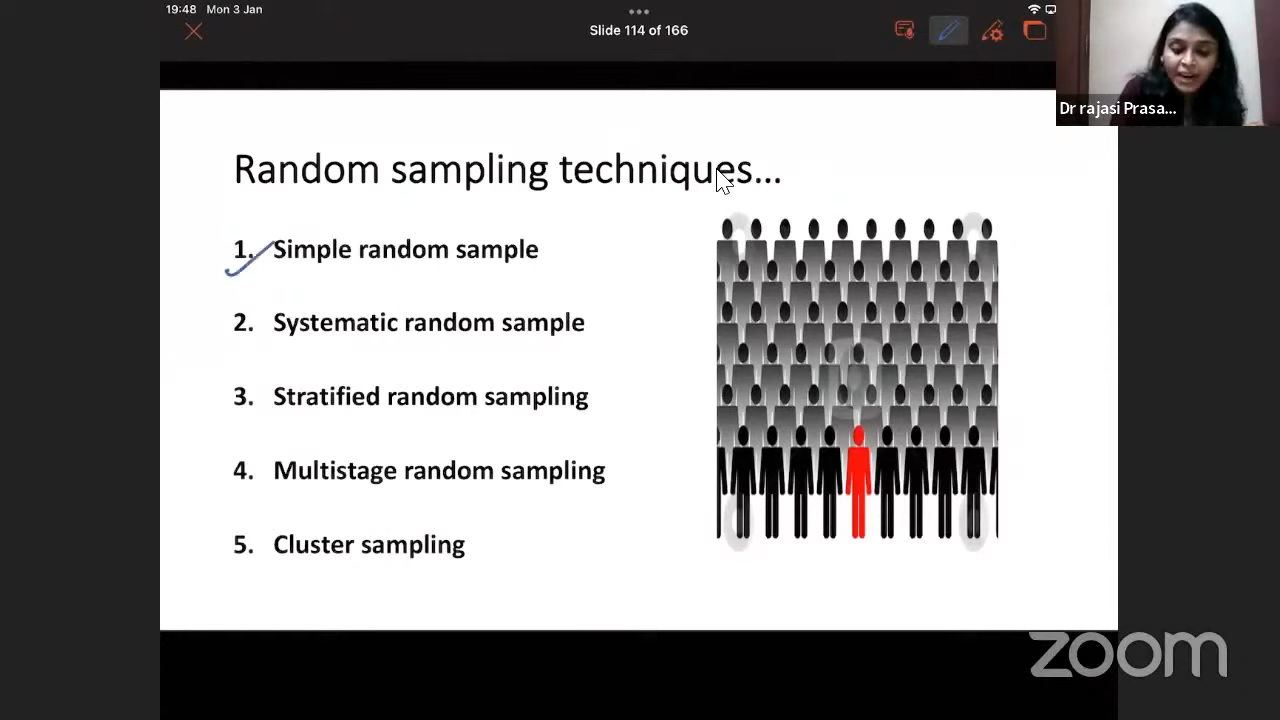 19:48 Mon 3 Jan
Slide 114 of 166
Dr rajasi Prasa...
Random sampling techniques...
1. Simple random sample
2. Systematic random sample
3. Stratified random sampling
4. Multistage random sampling
5. Cluster sampling
zoom